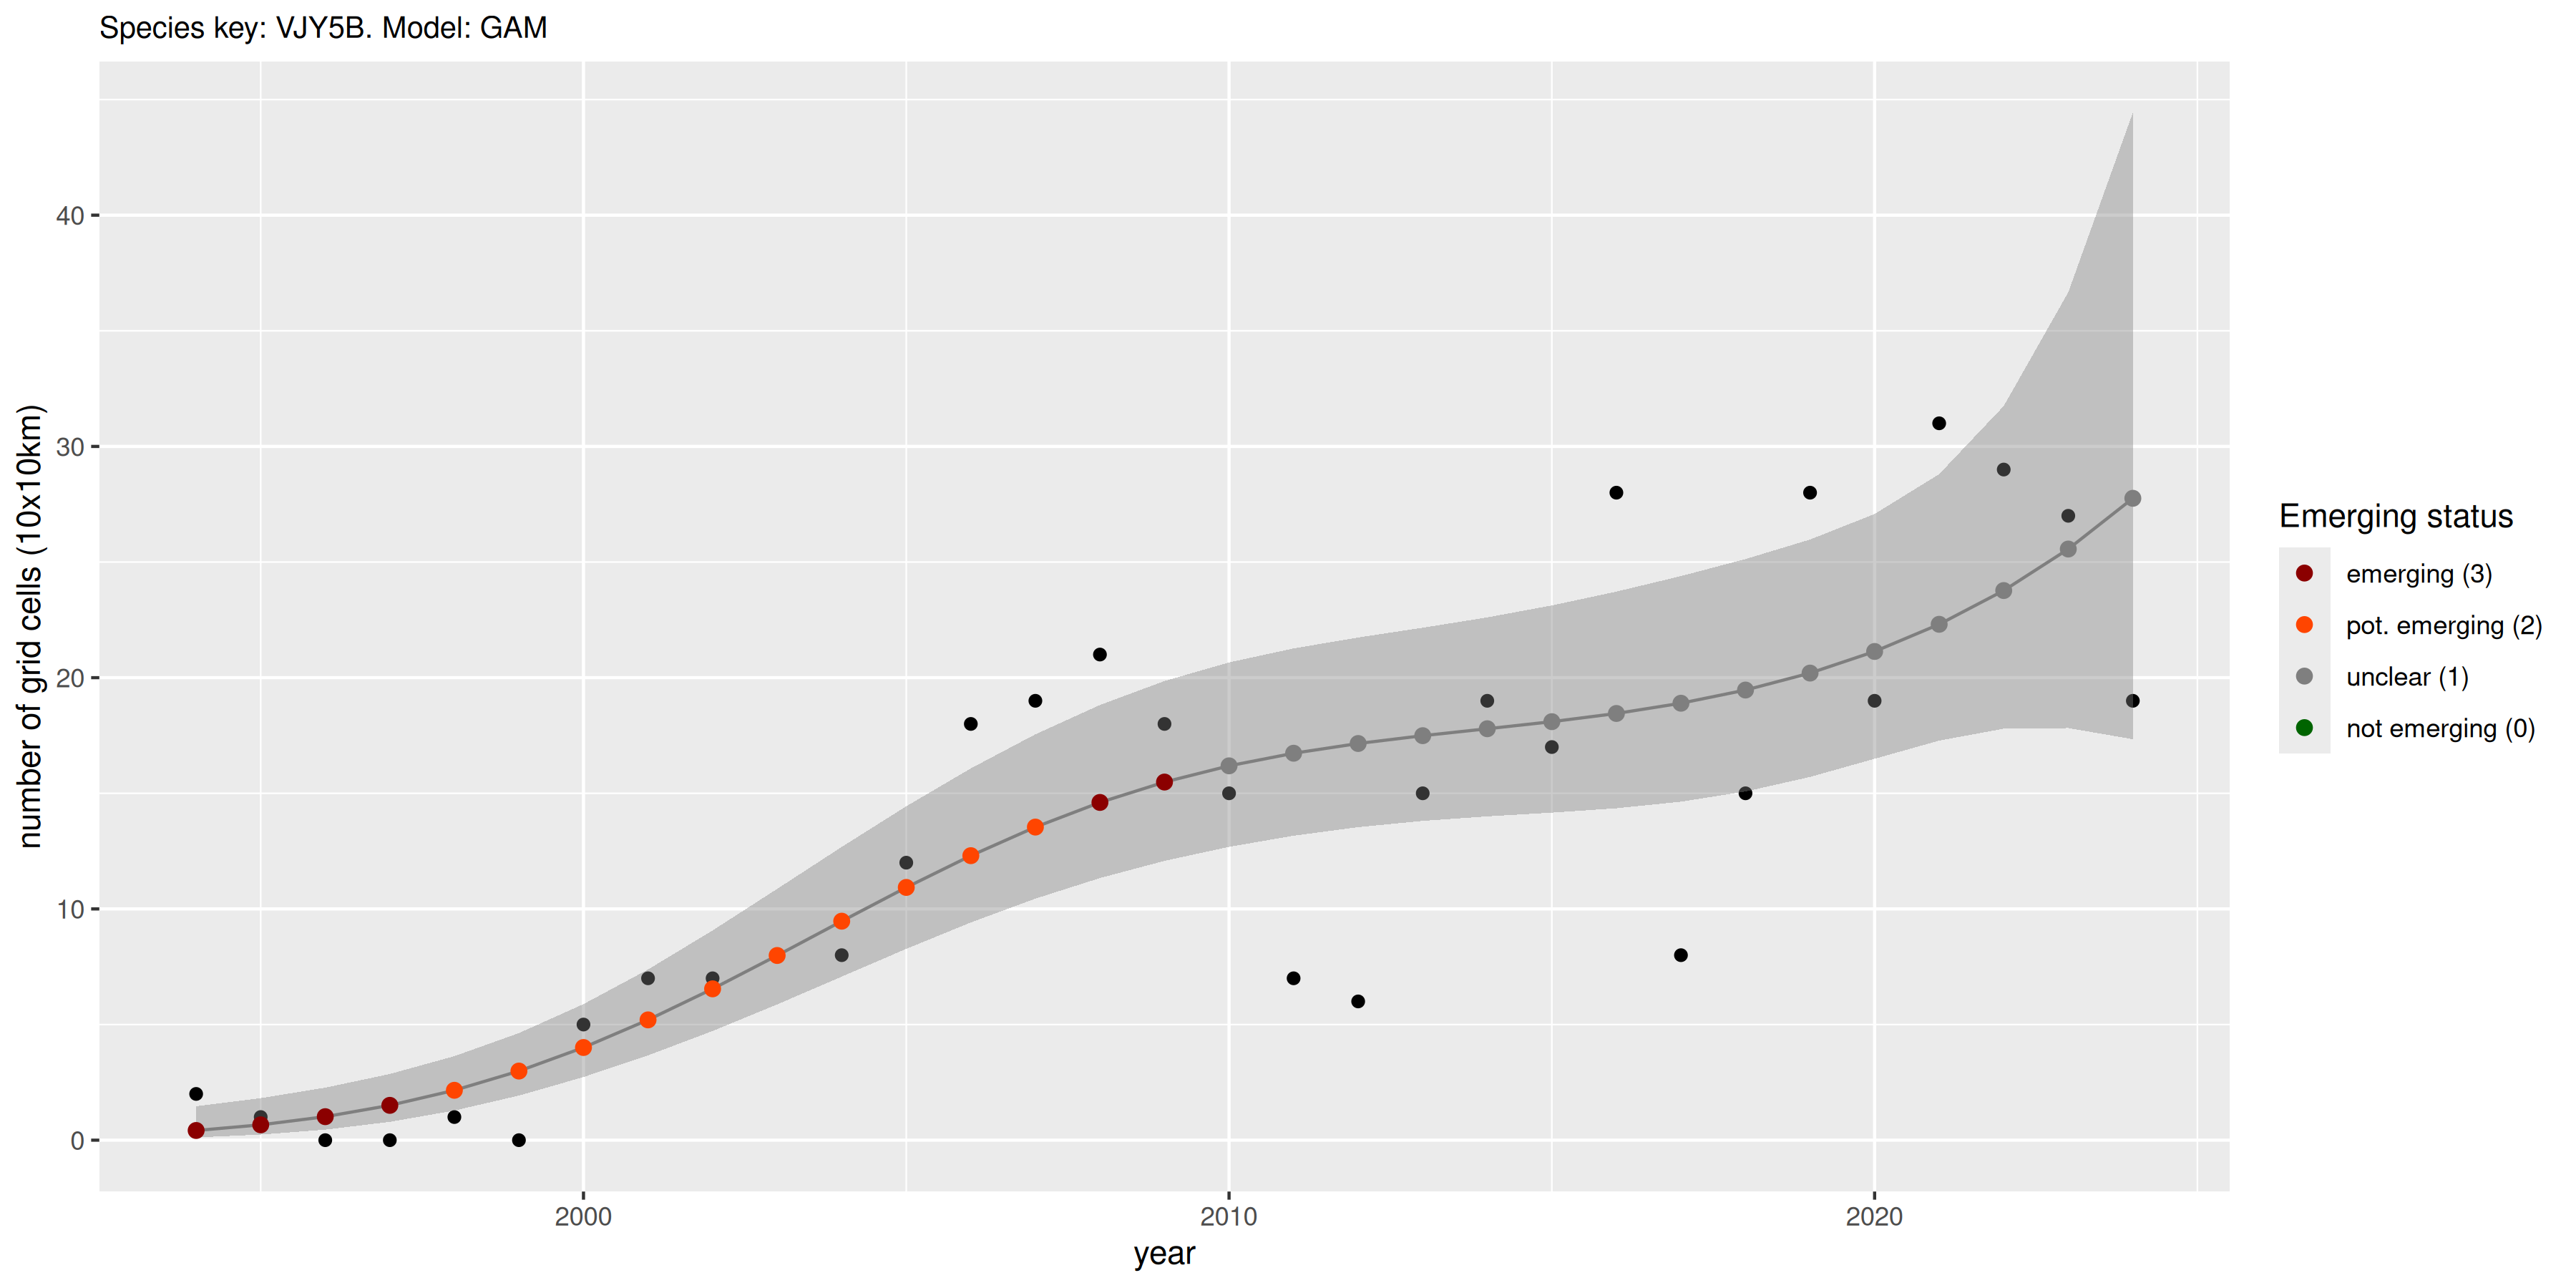 Species key: VJY5B. Model: GAM
number of grid cells (10x10km)
40
30
20
10
0
2000
2010
2020
year
Emerging status
emerging (3)
pot. emerging (2)
unclear (1)
not emerging (0)